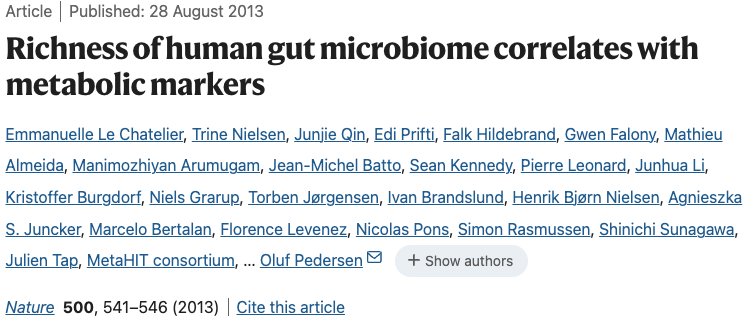 Article | Published: 28 August 2013
Richness of human gut microbiome correlates with
metabolic markers
Emmanuelle Le Chatelier, Trine Nielsen, Junjie Qin, Edi Prifti, Falk Hildebrand, Gwen Falony, Mathieu
Almeida, Manimozhiyan Arumugam, Jean-Michel Batto, Sean Kennedy, Pierre Leonard, Junhua Li,
Kristoffer Burgdorf, Niels Grarup, Torben Jørgensen, Ivan Brandslund, Henrik Bjørn Nielsen, Agnieszka
S. Juncker, Marcelo Bertalan, Florence Levenez, Nicolas Pons, Simon Rasmussen, Shinichi Sunagawa,
Julien Tap, MetaHIT consortium, ... Oluf Pedersen + Show authors
Nature 500, 541–546 (2013) | Cite this article